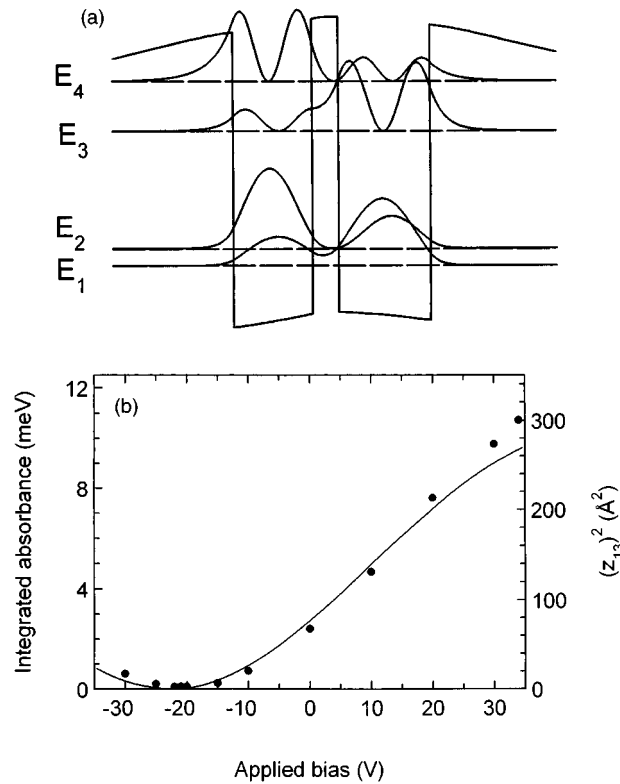 (a)
E₄
E₃
E₂
E₁
(b)
Integrated absorbance (meV)
12
8
4
0
(z₁₃)² (Å²)
300
200
100
0
-30 -20 -10 0 10 20 30
Applied bias (V)